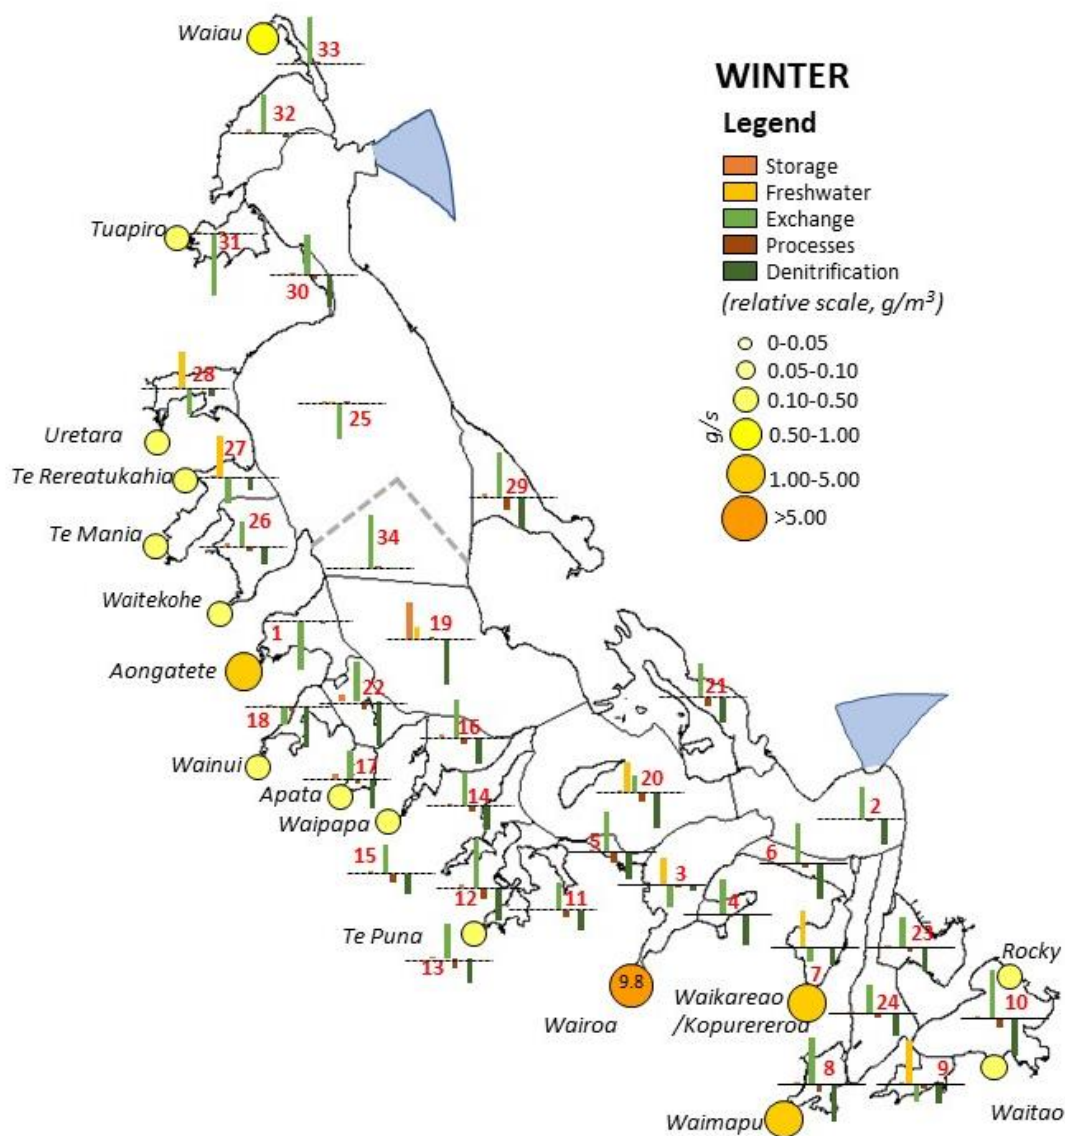 Waiau
33
32
Tuapiro
31
30
28
Uretara
25
27
Te Rereatukahia
29
26
Te Mania
34
Waitekohe
19
1
Aongatete
22
21
18
16
Wainui
17
20
Apata
14
2
Waipapa
5
6
15
3
12
11
4
Te Puna
23
13
7
Rocky
9.8
Waikareao
/Kopurereroa
24
10
Wairoa
8
9
Waimapu
Waitao
WINTER
Legend
Storage
Freshwater
Exchange
Processes
Denitrification
(relative scale, g/m³)
g/s
0-0.05
0.05-0.10
0.10-0.50
0.50-1.00
1.00-5.00
>5.00